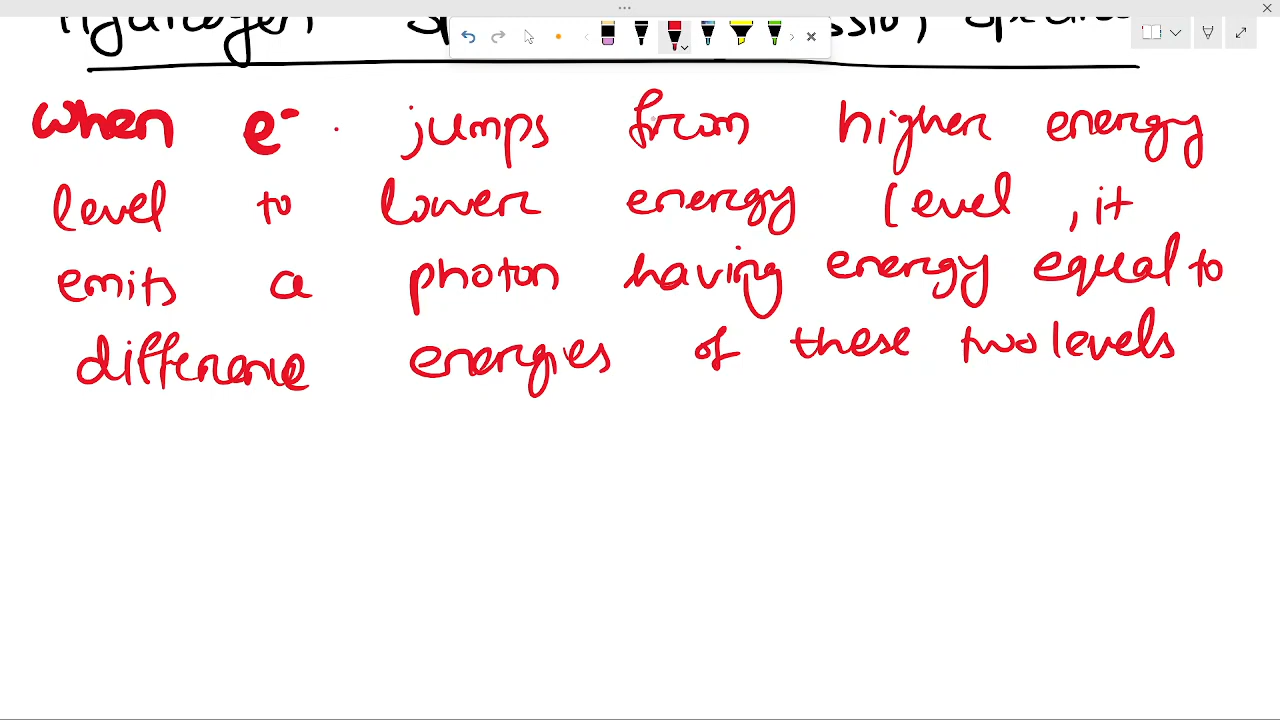 Hydrogen
when e- jumps from higher energy
level to lower energy level, it
emits a photon having energy equal to
difference energies of these two levels